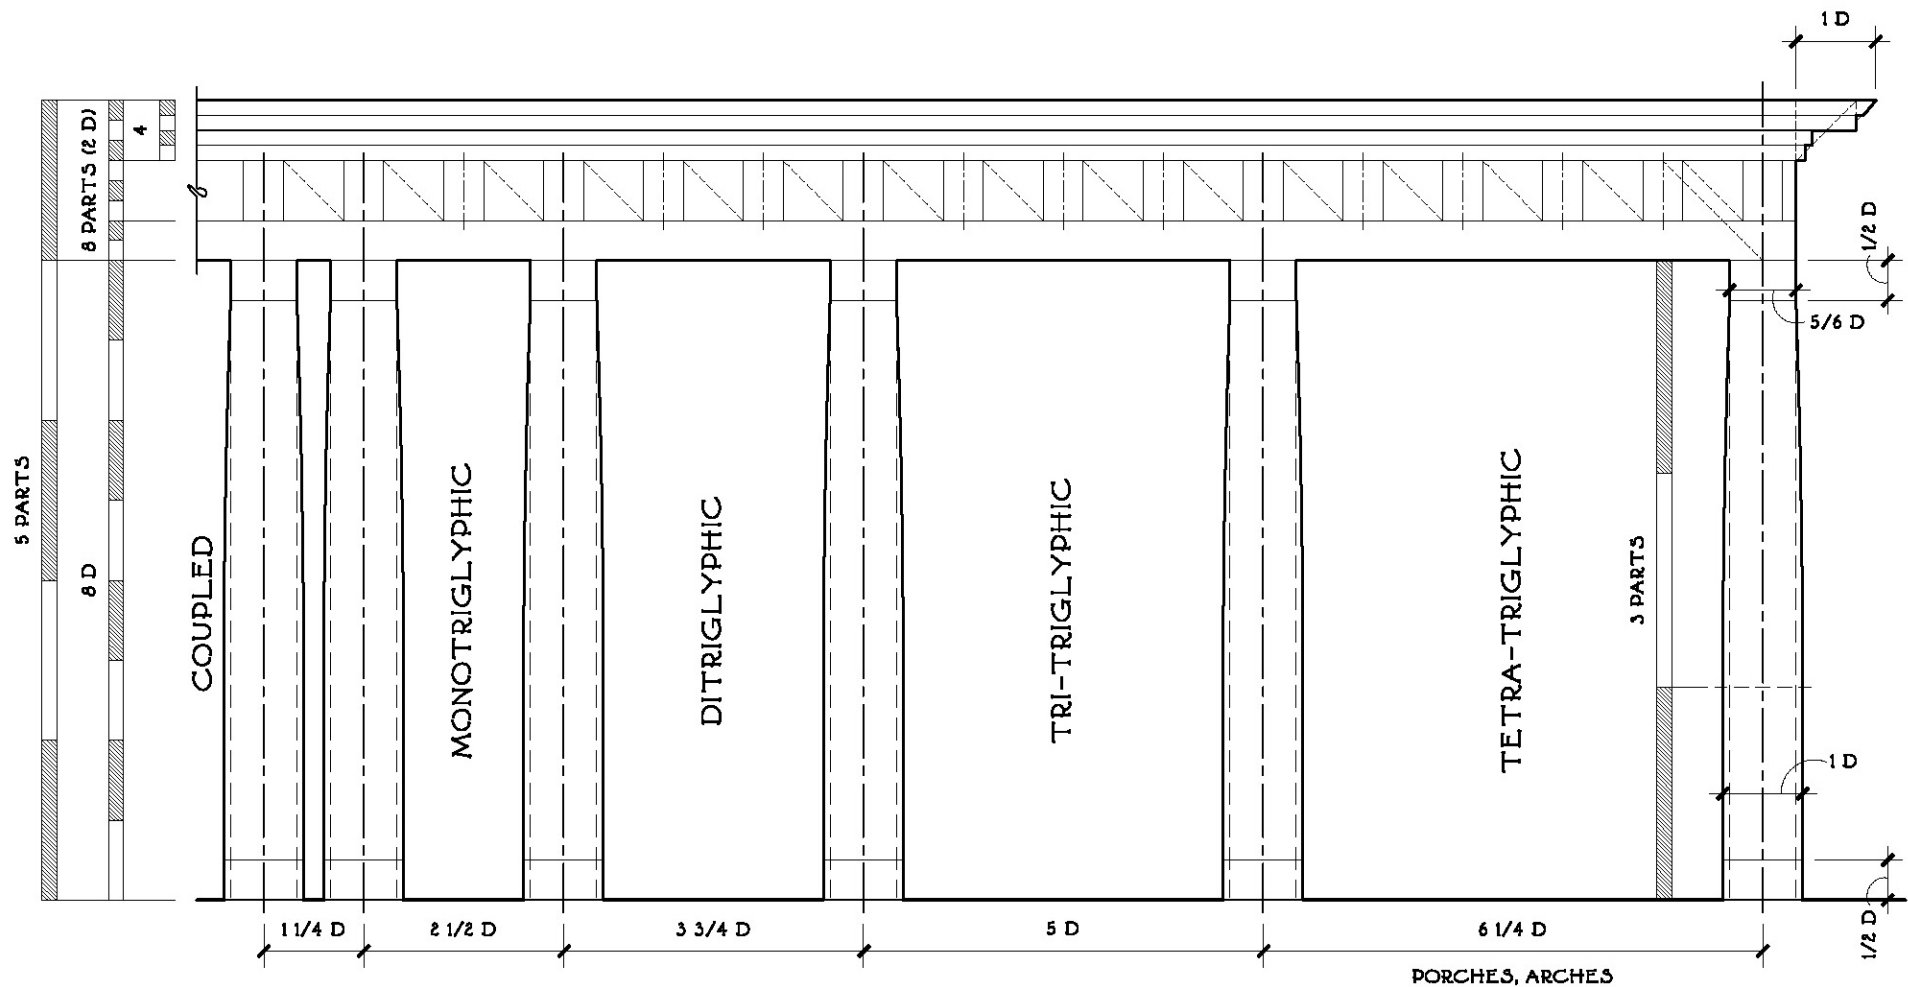 1 D
8 PARTS (2 D)
4
1/2 D
5/6 D
5 PARTS
8 D
COUPLED
MONOTRIGLYPHIC
DITRIGLYPHIC
TRI-TRIGLYPHIC
TETRA-TRIGLYPHIC
3 PARTS
1 D
1/2 D
1 1/4 D
2 1/2 D
3 3/4 D
5 D
6 1/4 D
PORCHES, ARCHES